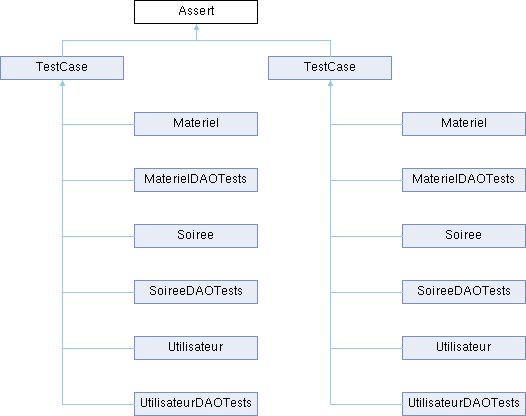 Assert
TestCase
TestCase
Materiel
Materiel
MaterielDAOTests
MaterielDAOTests
Soiree
Soiree
SoireeDAOTests
SoireeDAOTests
Utilisateur
Utilisateur
UtilisateurDAOTests
UtilisateurDAOTests